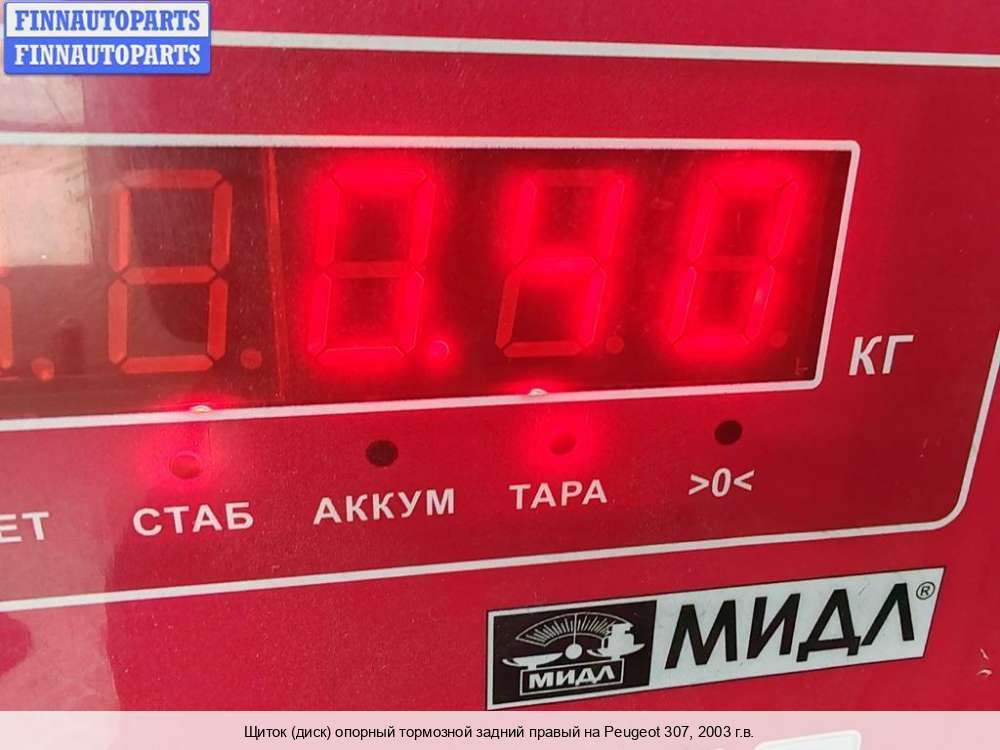 FINNAUTOPARTS
FINNAUTOPARTS
0.40
КГ
СТАБ
АККУМ
ТАРА
>0<
МИДЛ®
МИДЛ
Щиток (диск) опорный тормозной задний правый на Peugeot 307, 2003 г.в.